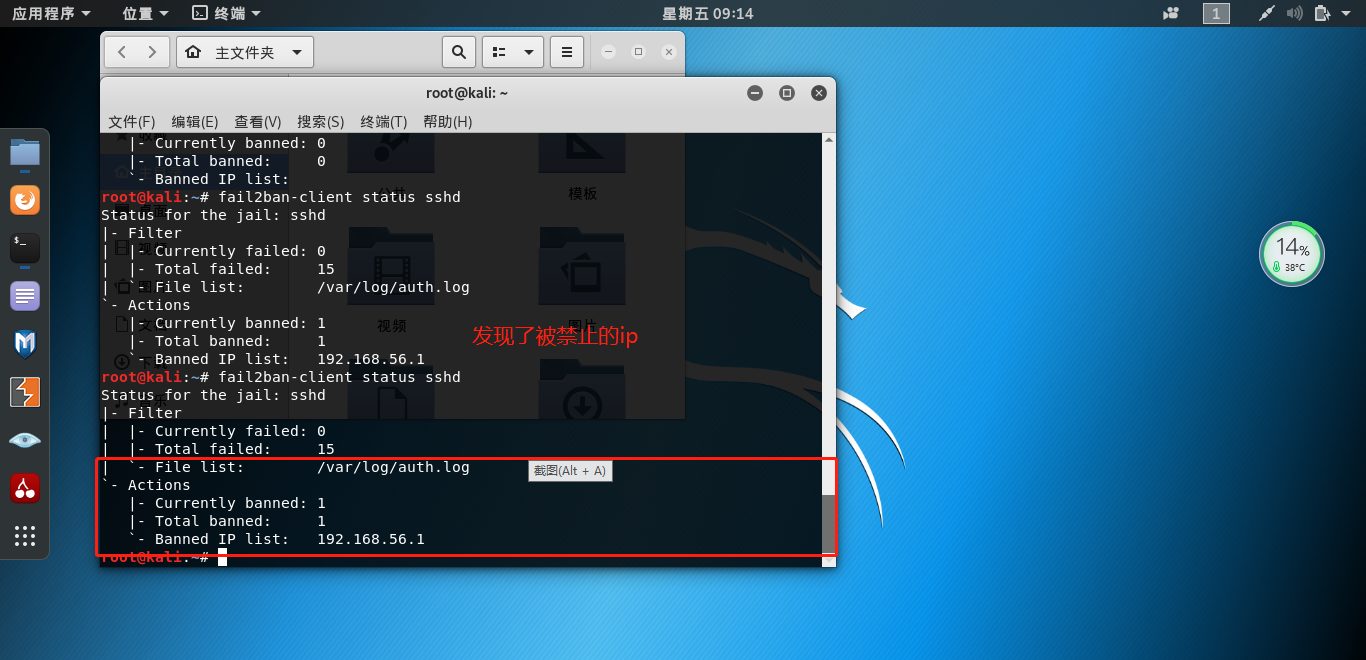 应用程序 位置 终端 星期五 09:14 1
主文件夹
root@kali: ~
文件(F) 编辑(E) 查看(V) 搜索(S) 终端(T) 帮助(H)
|- Currently banned: 0
|- Total banned: 0
`- Banned IP list:
root@kali:~# fail2ban-client status sshd
Status for the jail: sshd
|- Filter
| |- Currently failed: 0
| |- Total failed: 15
| `- File list: /var/log/auth.log
`- Actions
|- Currently banned: 1
|- Total banned: 1
`- Banned IP list: 192.168.56.1
root@kali:~# fail2ban-client status sshd
Status for the jail: sshd
|- Filter
| |- Currently failed: 0
| |- Total failed: 15
| `- File list: /var/log/auth.log
`- Actions
|- Currently banned: 1
|- Total banned: 1
`- Banned IP list: 192.168.56.1
root@kali:~#
公共 模板
视频 图片
发现了被禁止的ip
截图(Alt + A)
14%
38°C